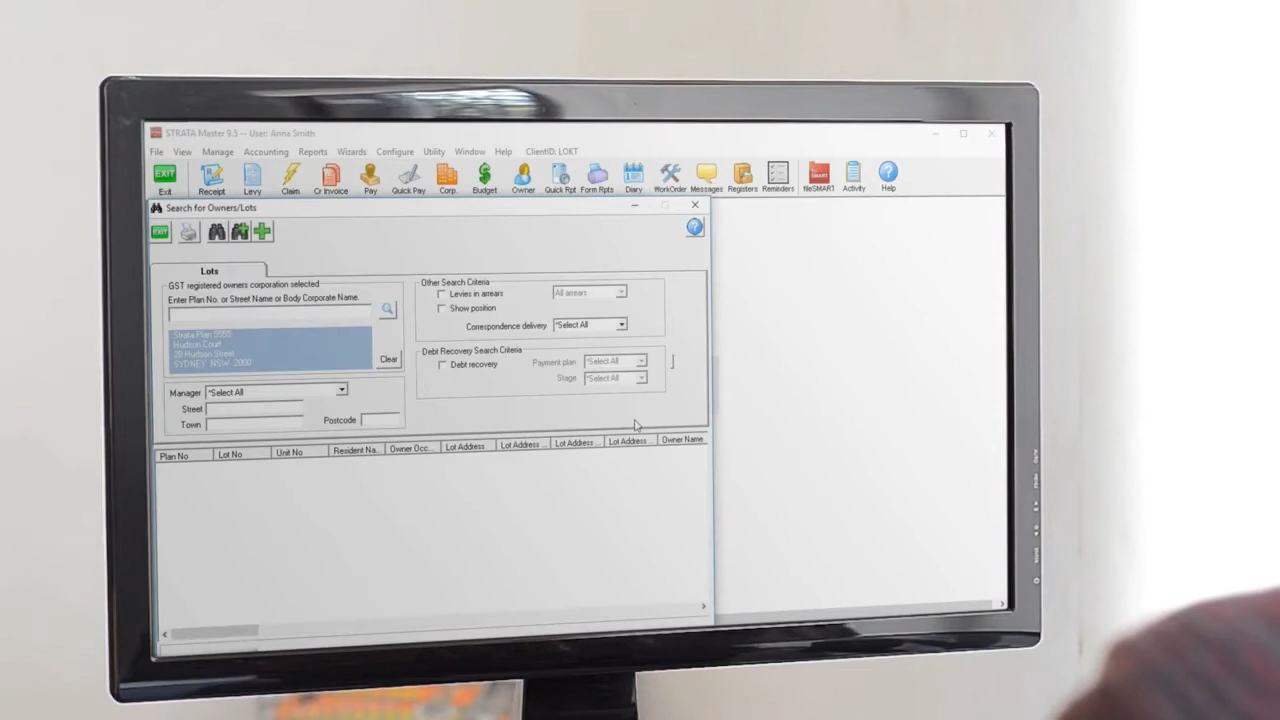 STRATA Master 9.5 -- User: Anna Smith
File View Manage Accounting Reports Wizards Configure Utility Window Help ClientID: LOKT
EXIT SMART
Exit Receipt Levy Claim Cr Invoice Pay Quick Pay Corp. Budget Owner Quick Rpt Form Rpts Diary WorkOrder Messages Registers Reminders fileSMART Activity Help
Search for Owners/Lots
EXIT
Lots
GST registered owners corporation selected
Enter Plan No. or Street Name or Body Corporate Name.
Strata Plan 5555
Hudson Court
28 Hudson Street
SYDNEY NSW 2000
Clear
Manager *Select All
Street
Town
Postcode
Other Search Criteria
Levies in arrears All arrears
Show position
Correspondence delivery *Select All
Debt Recovery Search Criteria
Debt recovery Payment plan *Select All
Stage *Select All
Plan No Lot No Unit No Resident Na... Owner Occ... Lot Address Lot Address ... Lot Address ... Lot Address ... Owner Name